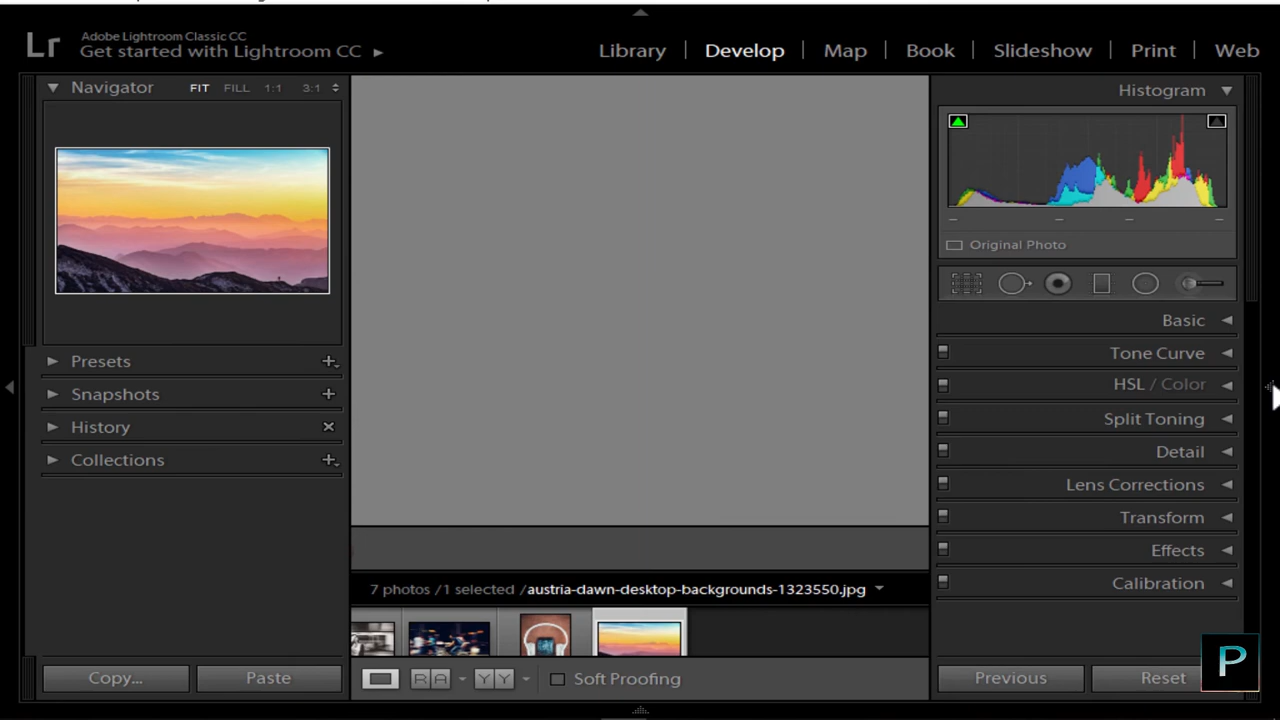 Lr
Adobe Lightroom Classic CC
Get started with Lightroom CC
Library
Develop
Map
Book
Slideshow
Print
Web
Navigator
FIT
FILL
1:1
3:1
Presets
Snapshots
History
Collections
Copy...
Paste
7 photos /1 selected /austria-dawn-desktop-backgrounds-1323550.jpg
R A
Y Y
Soft Proofing
Histogram
Original Photo
Basic
Tone Curve
HSL / Color
Split Toning
Detail
Lens Corrections
Transform
Effects
Calibration
Previous
Reset
P